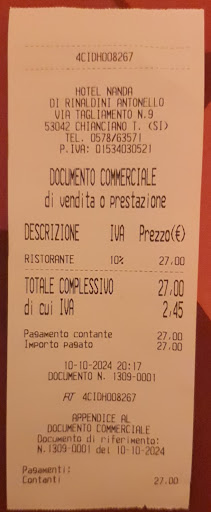 4CIDH008267
HOTEL NANDA
DI RINALDINI ANTONELLO
VIA TAGLIAMENTO N.9
53042 CHIANCIANO T. (SI)
TEL. 0578/63571
P.IVA: 01534030521
DOCUMENTO COMMERCIALE
di vendita o prestazione
DESCRIZIONE IVA Prezzo(€)
RISTORANTE 10% 27,00
TOTALE COMPLESSIVO 27,00
di cui IVA 2,45
Pagamento contante 27,00
Importo pagato 27,00
10-10-2024 20:17
DOCUMENTO N. 1309-0001
RT 4CIDH008267
APPENDICE AL
DOCUMENTO COMMERCIALE
Documento di riferimento:
N.1309-0001 del 10-10-2024
Pagamenti:
Contanti 27,00